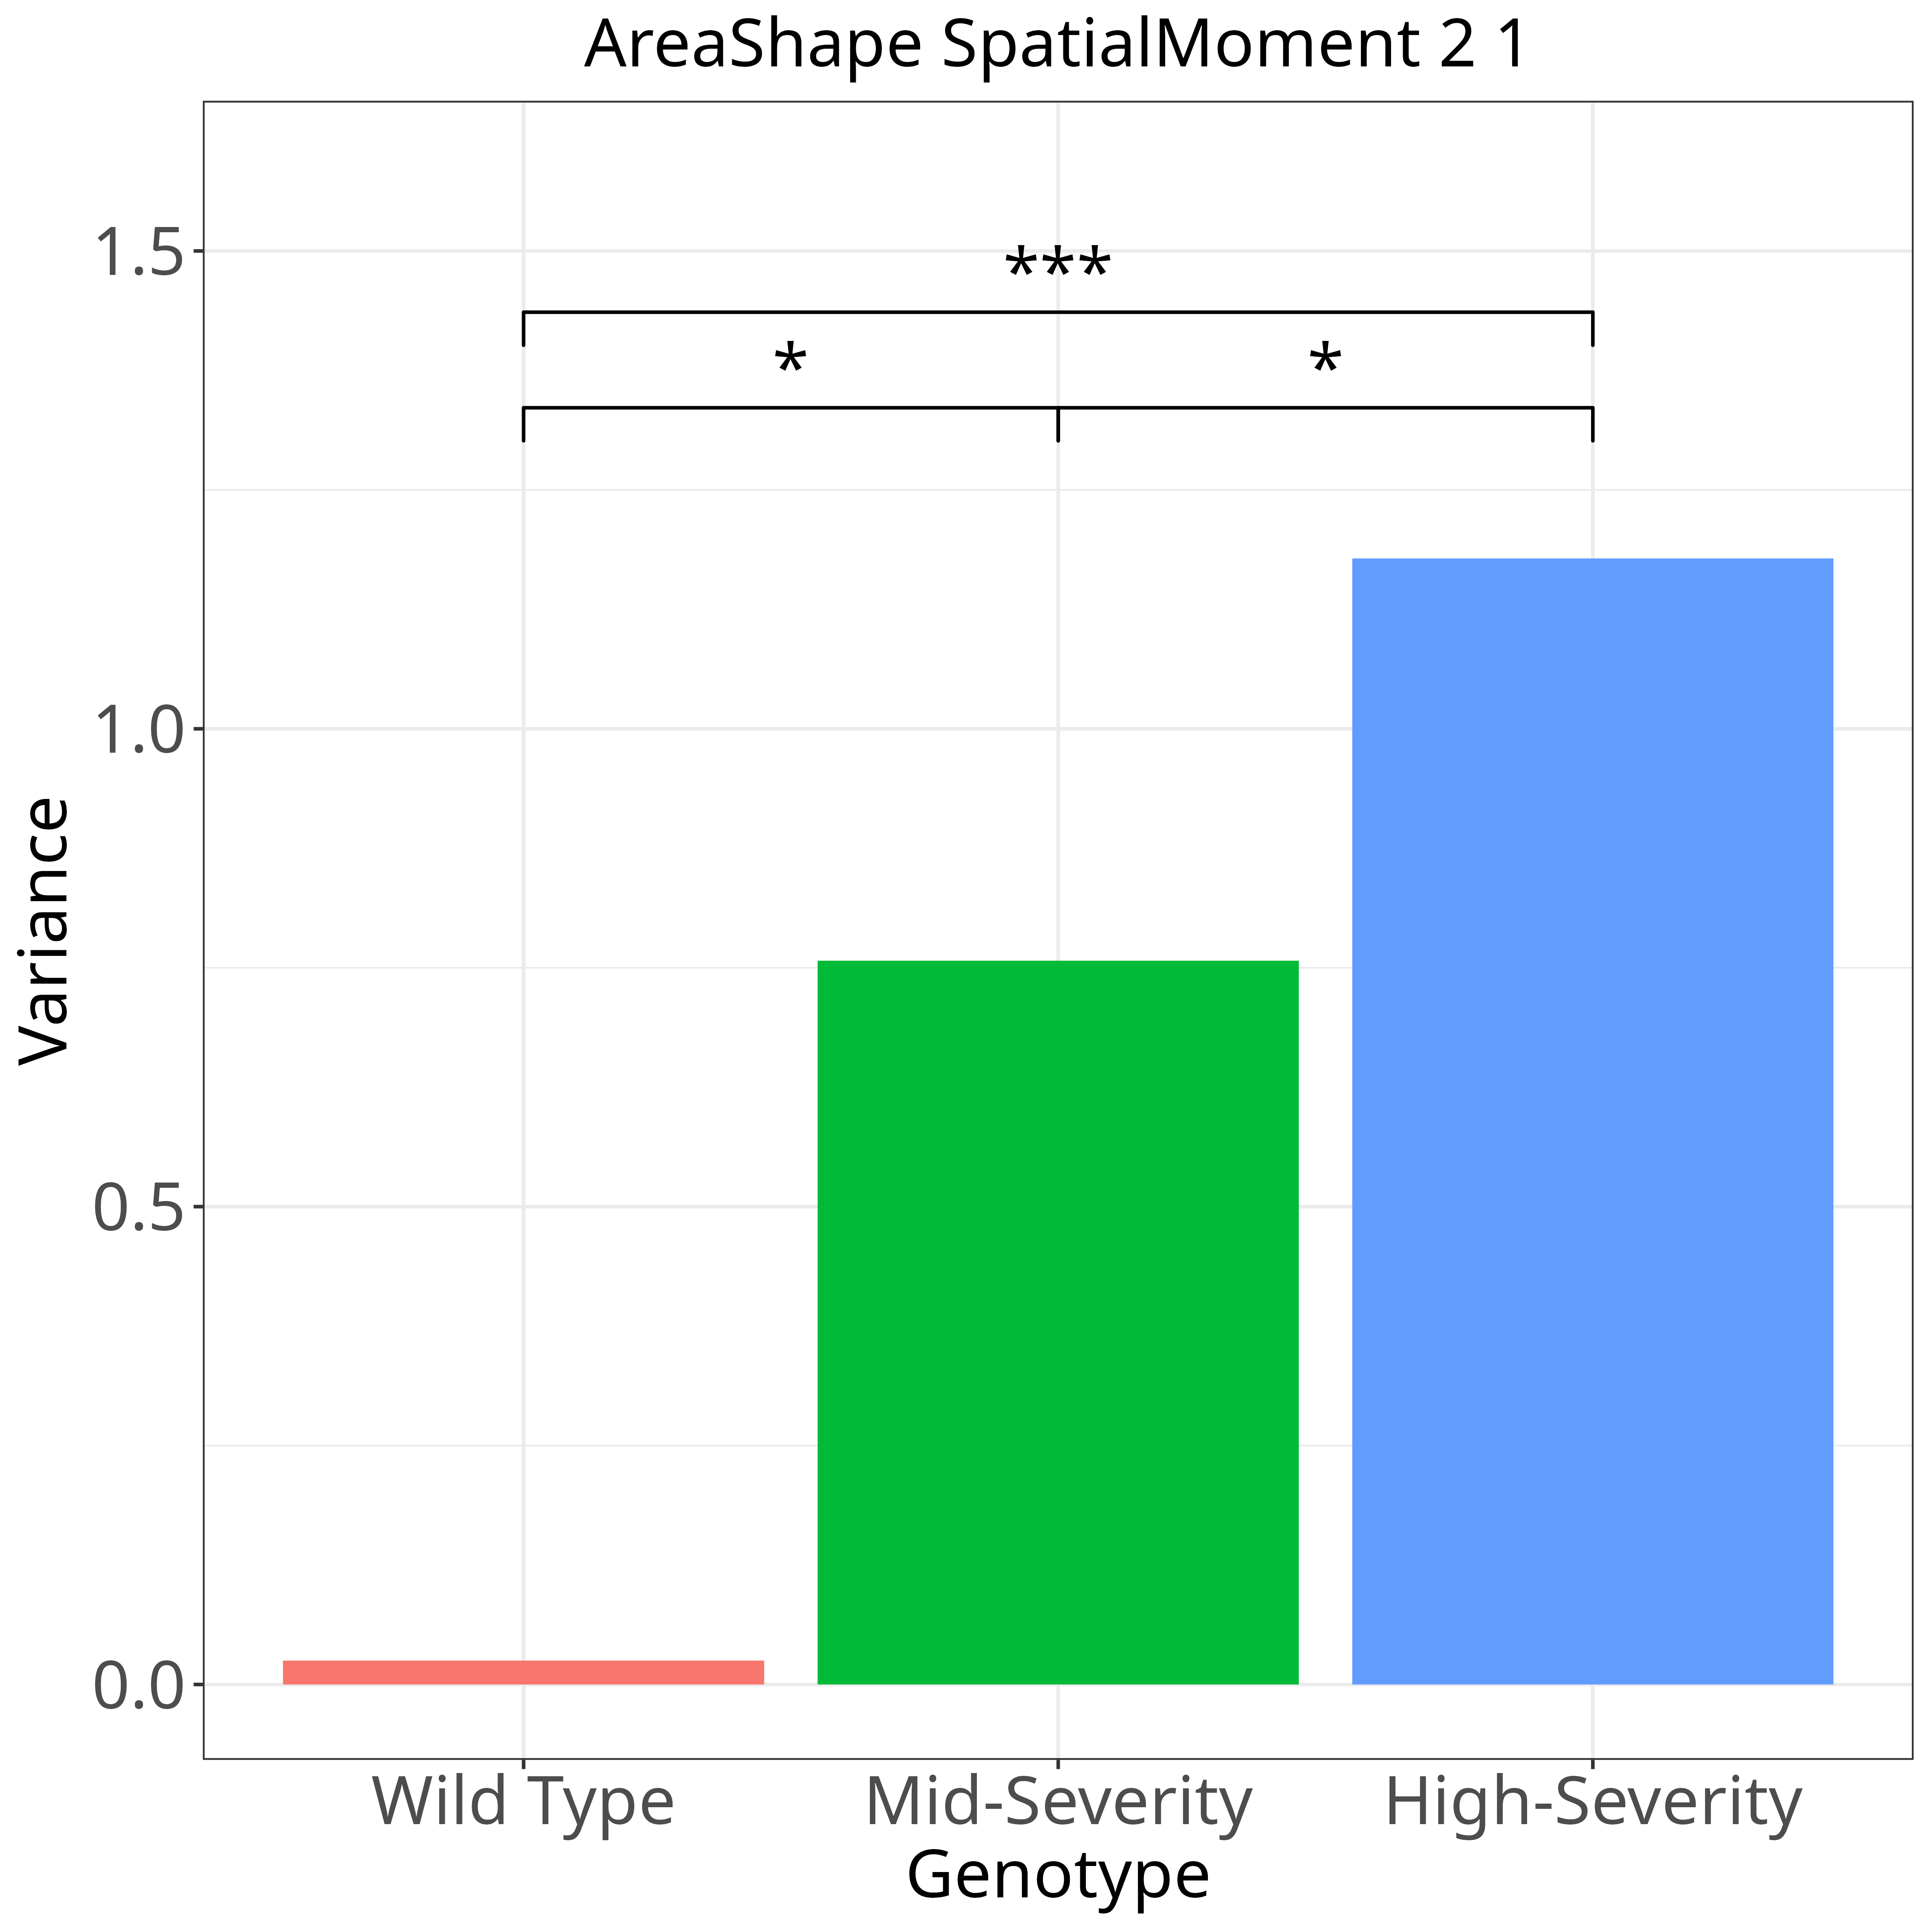 AreaShape SpatialMoment 2 1
1.5
***
*
*
1.0
0.5
0.0
Variance
Wild Type
Mid-Severity
High-Severity
Genotype